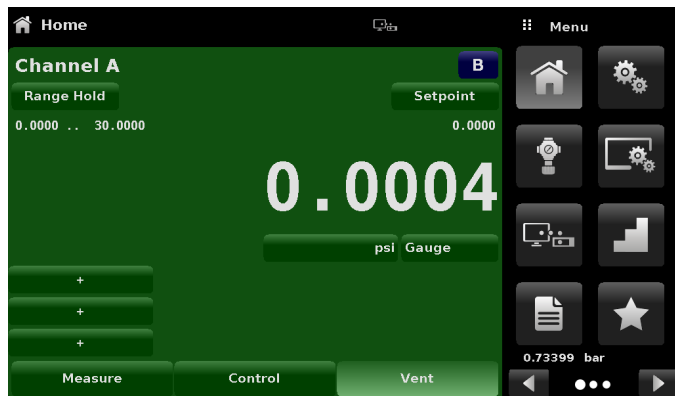 Home
Menu
Channel A
B
Range Hold
Setpoint
0.0000 .. 30.0000
0.0000
0.0004
psi Gauge
+
+
+
0.73399 bar
Measure Control Vent